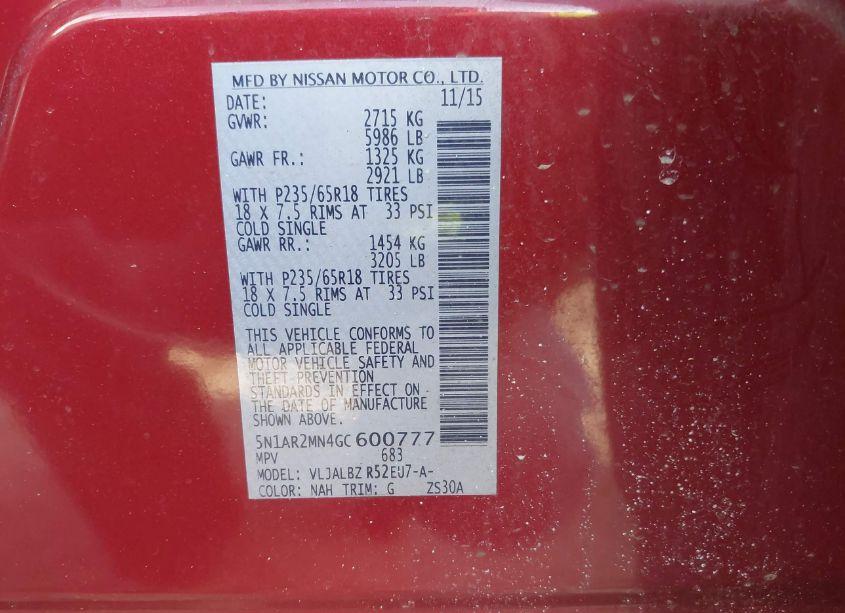 MFD BY NISSAN MOTOR CO., LTD.
DATE: 11/15
GVWR: 2715 KG
5986 LB
GAWR FR.: 1325 KG
2921 LB
WITH P235/65R18 TIRES
18 X 7.5 RIMS AT 33 PSI
COLD SINGLE
GAWR RR.: 1454 KG
3205 LB
WITH P235/65R18 TIRES
18 X 7.5 RIMS AT 33 PSI
COLD SINGLE
THIS VEHICLE CONFORMS TO
ALL APPLICABLE FEDERAL
MOTOR VEHICLE SAFETY AND
THEFT PREVENTION
STANDARDS IN EFFECT ON
THE DATE OF MANUFACTURE
SHOWN ABOVE.
5N1AR2MN4GC600777
MPV 683
MODEL: VLJALBZ R52EU7-A-
COLOR: NAH TRIM: G ZS30A